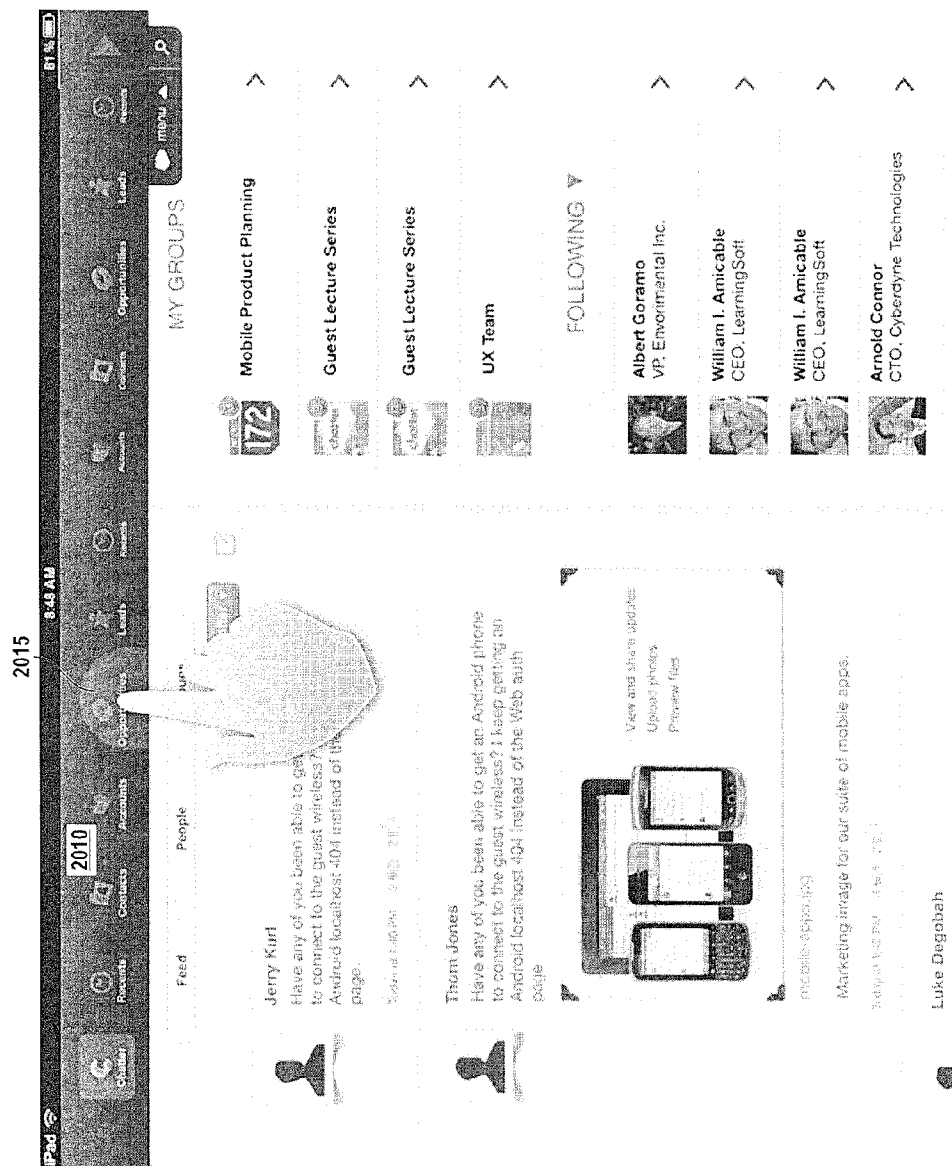 2015
iPad
8:48 AM
81 %
2010
Chatter
Recents
Contacts
Accounts
Opportunities
Leads
Recents
Accounts
Contacts
Opportunities
Leads
Recents
menu
Feed
People
Jerry Kurl
Have any of you been able to get
to connect to the guest wireless?
Android localhost 404 instead of the
page.
Thom Jones
Have any of you been able to get an Android phone
to connect to the guest wireless? I keep getting an
Android localhost 404 instead of the Web auth
page
View and share updates
Upload photos
Preview files
Marketing image for our suite of mobile apps.
Luke Degobah
MY GROUPS
172
Mobile Product Planning
chatter
Guest Lecture Series
chatter
Guest Lecture Series
UX Team
FOLLOWING
Albert Goramo
VP, Envorimental Inc.
William I. Amicable
CEO, LearningSoft
William I. Amicable
CEO, LearningSoft
Arnold Connor
CTO, Cyberdyne Technologies